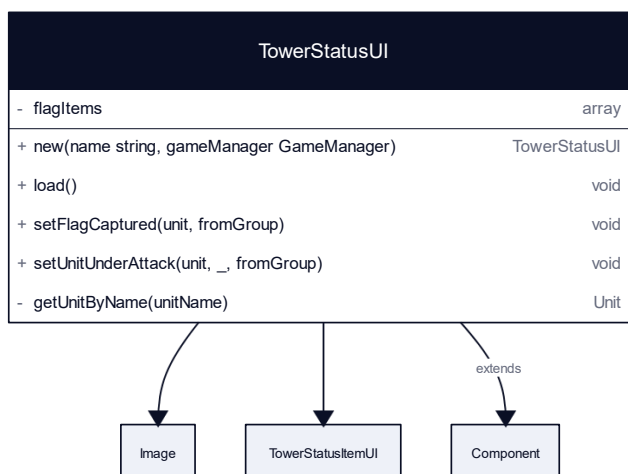 TowerStatusUI
- flagItems array
+ new(name string, gameManager GameManager) TowerStatusUI
+ load() void
+ setFlagCaptured(unit, fromGroup) void
+ setUnitUnderAttack(unit, _, fromGroup) void
- getUnitByName(unitName) Unit
extends
Image TowerStatusItemUI Component